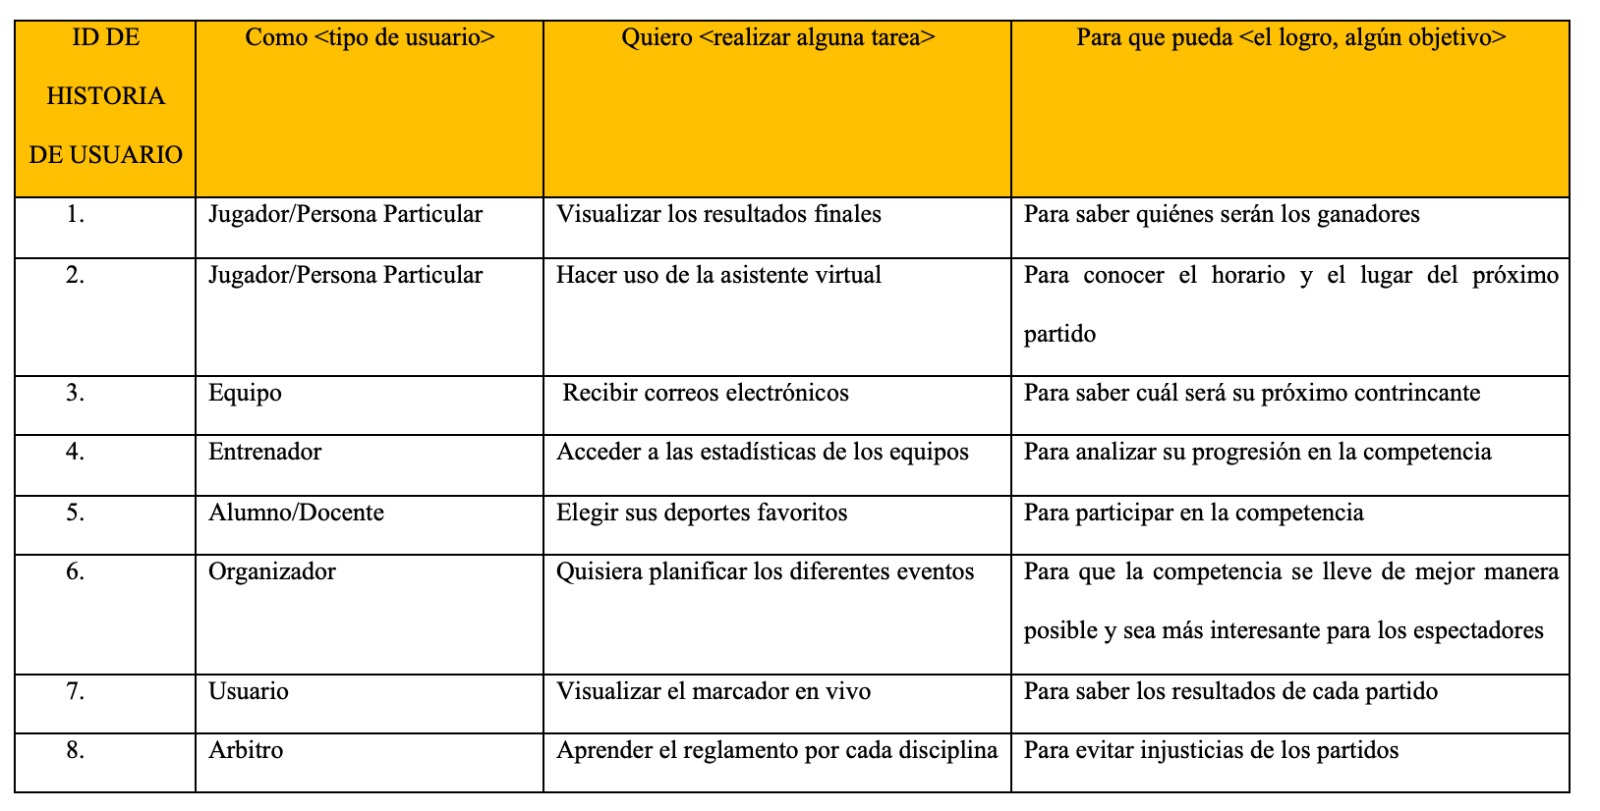 ID DE
HISTORIA
DE USUARIO
Como <tipo de usuario>
Quiero <realizar alguna tarea>
Para que pueda <el logro, algún objetivo>
1.
Jugador/Persona Particular
Visualizar los resultados finales
Para saber quiénes serán los ganadores
2.
Jugador/Persona Particular
Hacer uso de la asistente virtual
Para conocer el horario y el lugar del próximo
partido
3.
Equipo
Recibir correos electrónicos
Para saber cuál será su próximo contrincante
4.
Entrenador
Acceder a las estadísticas de los equipos
Para analizar su progresión en la competencia
5.
Alumno/Docente
Elegir sus deportes favoritos
Para participar en la competencia
6.
Organizador
Quisiera planificar los diferentes eventos
Para que la competencia se lleve de mejor manera
posible y sea más interesante para los espectadores
7.
Usuario
Visualizar el marcador en vivo
Para saber los resultados de cada partido
8.
Arbitro
Aprender el reglamento por cada disciplina
Para evitar injusticias de los partidos